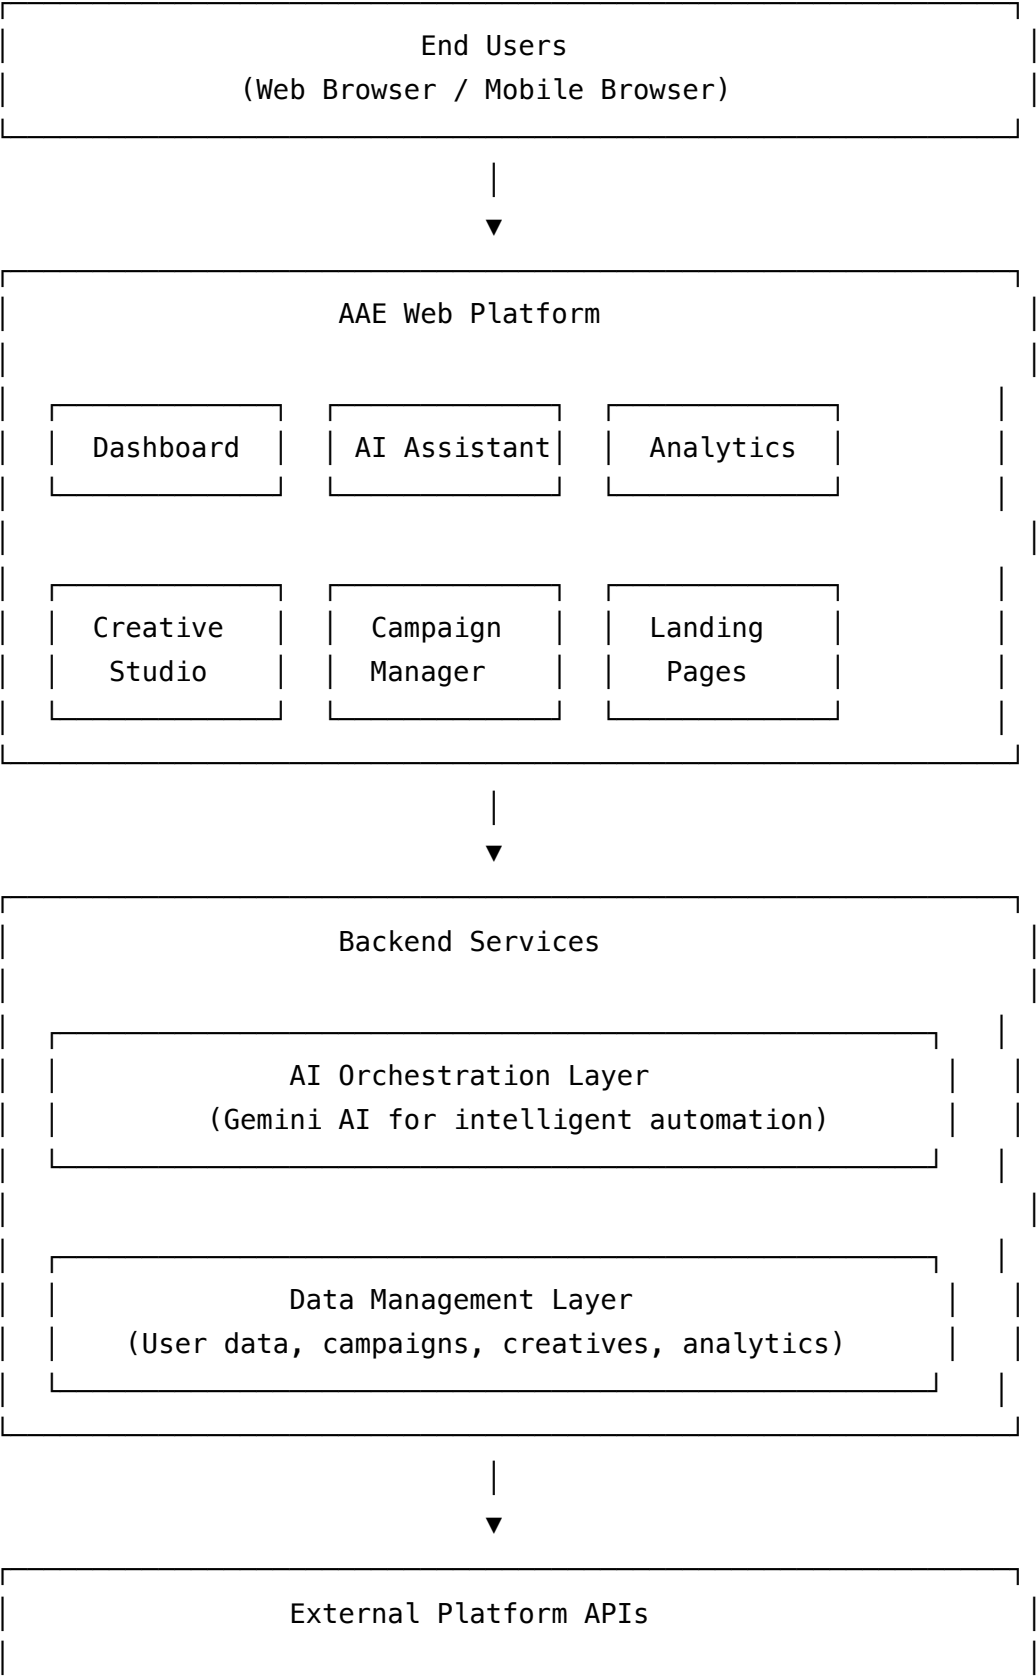 End Users
(Web Browser / Mobile Browser)
AAE Web Platform
Dashboard AI Assistant Analytics
Creative Campaign Landing
Studio Manager Pages
Backend Services
AI Orchestration Layer
(Gemini AI for intelligent automation)
Data Management Layer
(User data, campaigns, creatives, analytics)
External Platform APIs